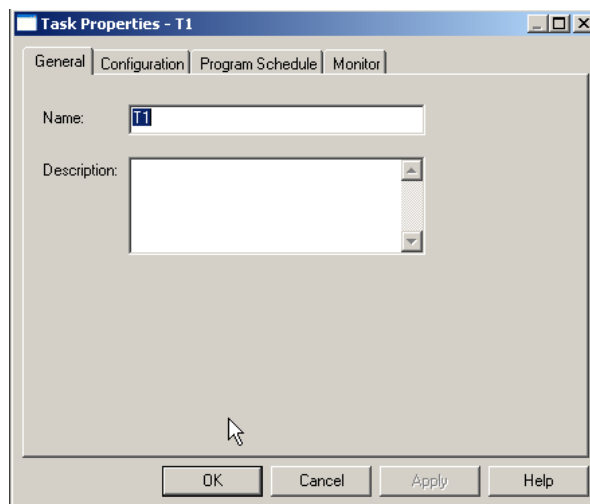 Task Properties - T1
General Configuration Program Schedule Monitor
Name: T1
Description:
OK Cancel Apply Help